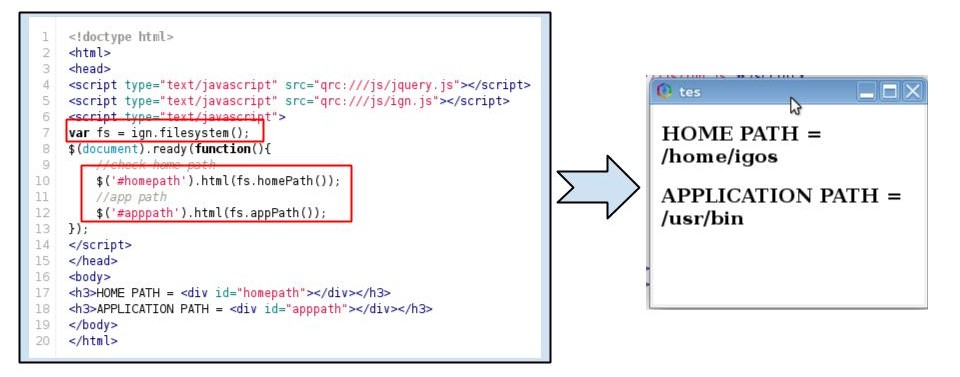 1 <!doctype html>
2 <html>
3 <head>
4 <script type="text/javascript" src="qrc:///js/jquery.js"></script>
5 <script type="text/javascript" src="qrc:///js/ign.js"></script>
6 <script type="text/javascript">
7 var fs = ign.filesystem();
8 $(document).ready(function(){
9 //check home path
10 $('#homepath').html(fs.homePath());
11 //app path
12 $('#apppath').html(fs.appPath());
13 });
14 </script>
15 </head>
16 <body>
17 <h3>HOME PATH = <div id="homepath"></div></h3>
18 <h3>APPLICATION PATH = <div id="apppath"></div></h3>
19 </body>
20 </html>
tes
HOME PATH =
/home/igos
APPLICATION PATH =
/usr/bin